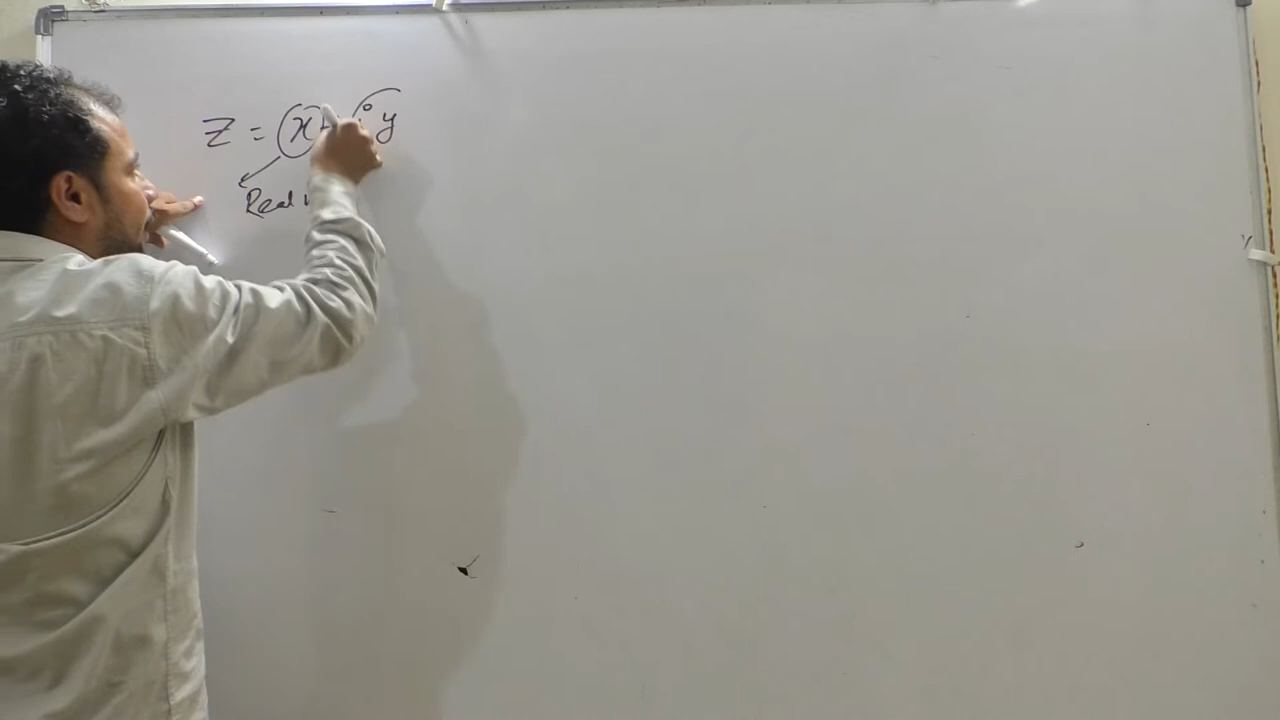 Z = x + iy
Real